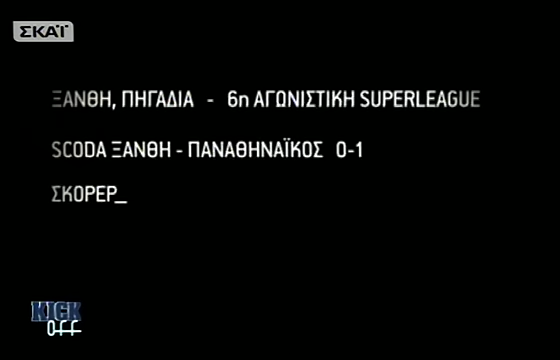 ΣΚΑΪ
ΞΑΝΘΗ, ΠΗΓΑΔΙΑ - 6η ΑΓΩΝΙΣΤΙΚΗ SUPERLEAGUE
SCODA ΞΑΝΘΗ - ΠΑΝΑΘΗΝΑΪΚΟΣ 0-1
ΣΚΟΡΕΡ_
KICK
OFF